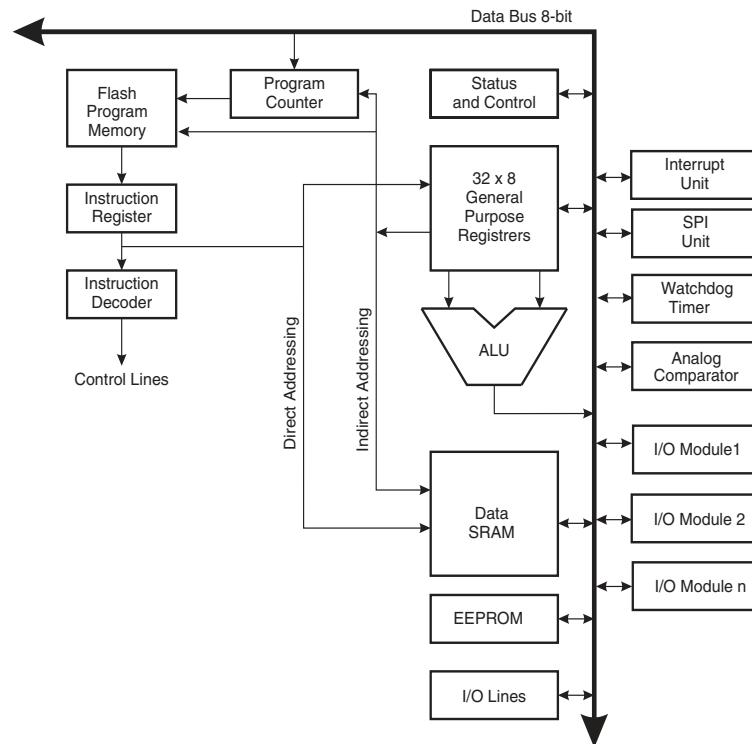 Data Bus 8-bit
Flash
Program
Memory
Program
Counter
Status
and Control
Interrupt
Unit
32 x 8
General
Purpose
Registrers
Instruction
Register
SPI
Unit
Instruction
Decoder
Watchdog
Timer
Control Lines
Direct Addressing
Indirect Addressing
ALU
Analog
Comparator
I/O Module1
Data
SRAM
I/O Module 2
I/O Module n
EEPROM
I/O Lines